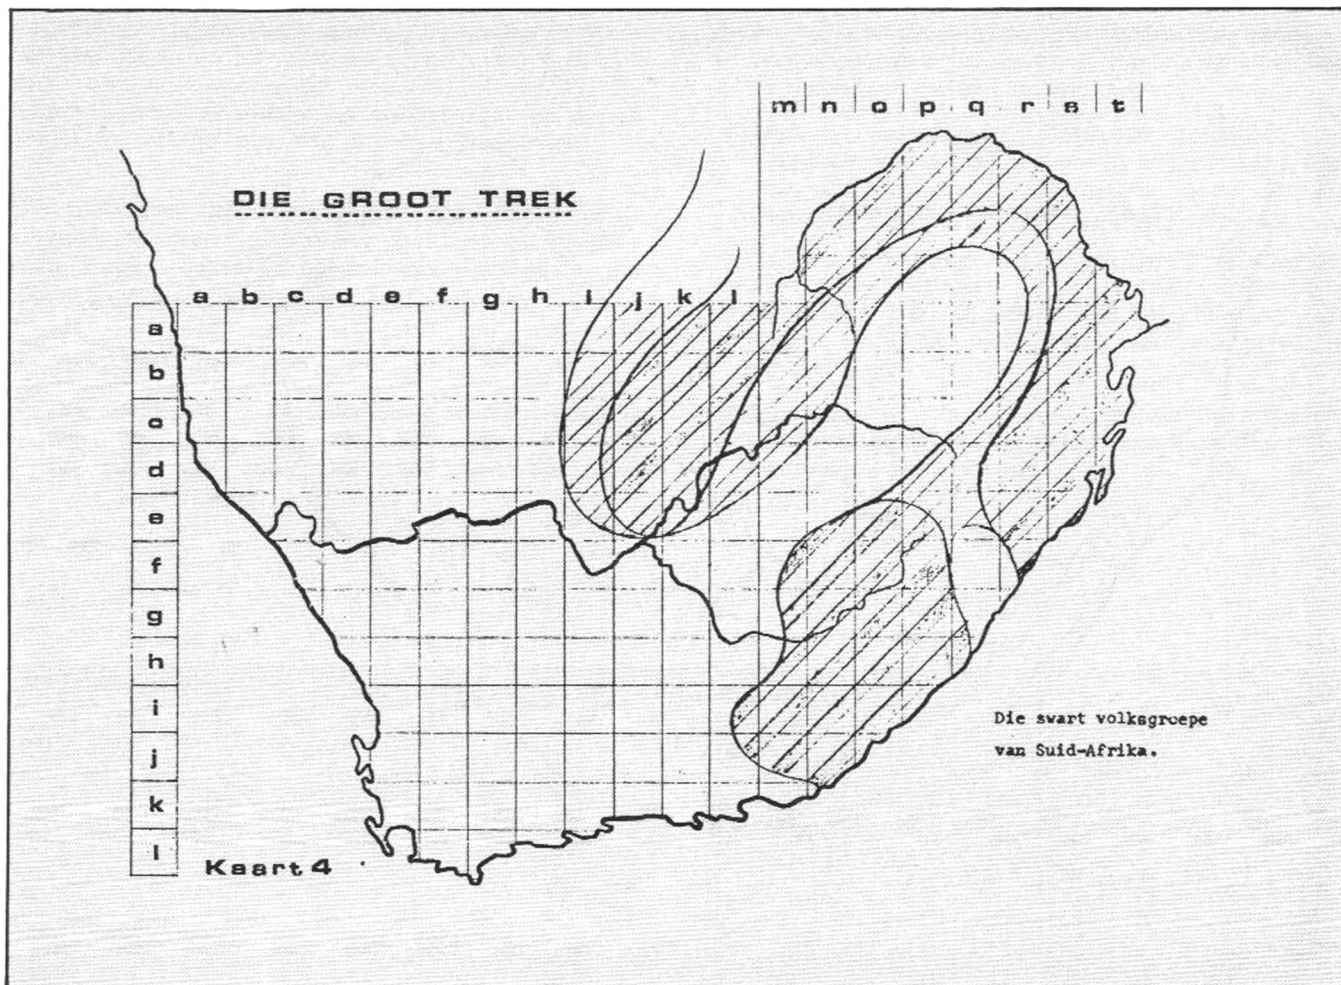 m n o p q r s t
DIE GROOT TREK
a b c d e f g h i j k l
a
b
c
d
e
f
g
h
i
j
k
l
Die swart volksgroepe
van Suid-Afrika.
Kaart 4